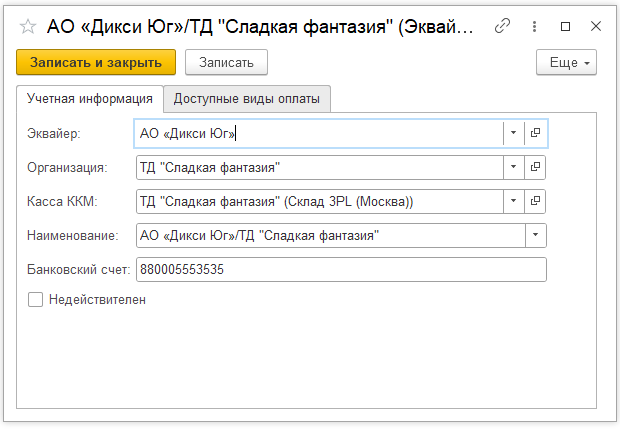 АО «Дикси Юг»/ТД "Сладкая фантазия" (Эквай...
Записать и закрыть Записать Еще
Учетная информация Доступные виды оплаты
Эквайер: АО «Дикси Юг»
Организация: ТД "Сладкая фантазия"
Касса ККМ: ТД "Сладкая фантазия" (Склад 3PL (Москва))
Наименование: АО «Дикси Юг»/ТД "Сладкая фантазия"
Банковский счет: 880005553535
Недействителен